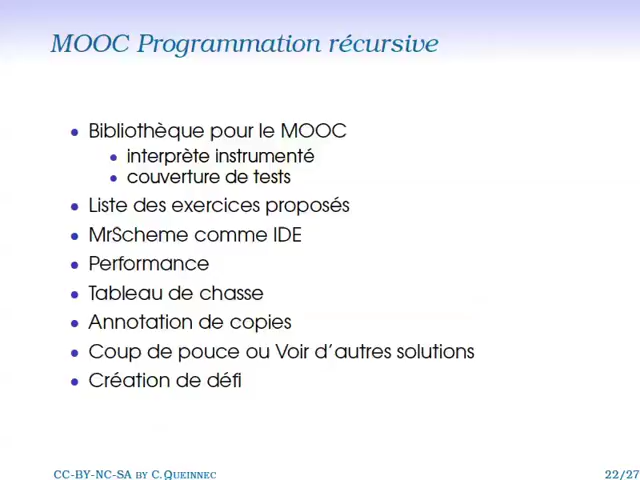 MOOC Programmation récursive
• Bibliothèque pour le MOOC
• interprète instrumenté
• couverture de tests
• Liste des exercices proposés
• MrScheme comme IDE
• Performance
• Tableau de chasse
• Annotation de copies
• Coup de pouce ou Voir d'autres solutions
• Création de défi
CC-BY-NC-SA BY C.QUEINNEC 22/27